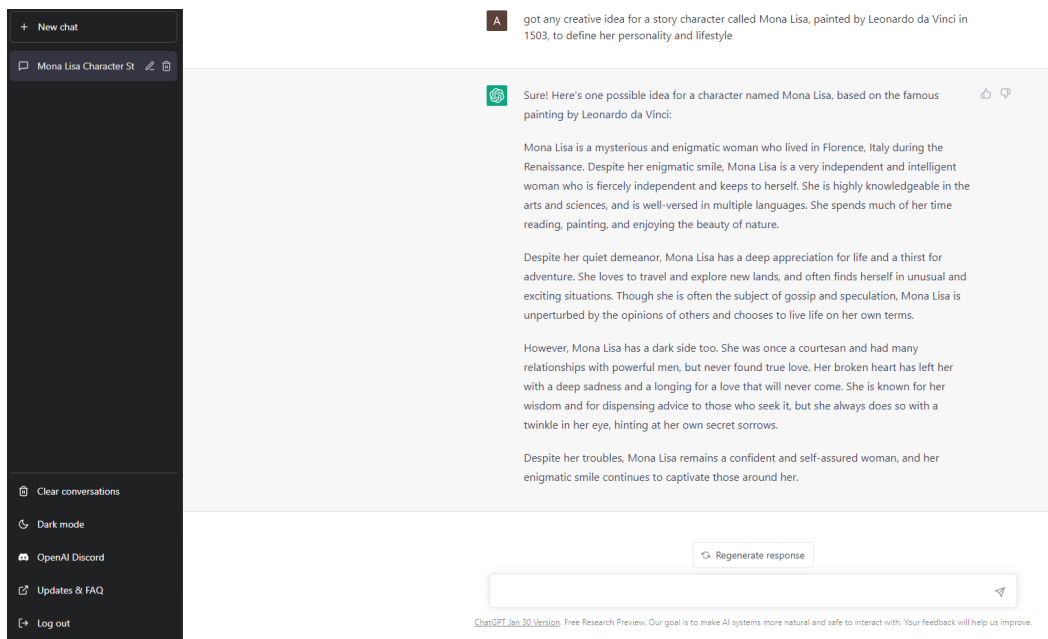 New chat
Mona Lisa Character St
Clear conversations
Dark mode
OpenAI Discord
Updates & FAQ
Log out
A
got any creative idea for a story character called Mona Lisa, painted by Leonardo da Vinci in
1503, to define her personality and lifestyle
Sure! Here's one possible idea for a character named Mona Lisa, based on the famous
painting by Leonardo da Vinci:
Mona Lisa is a mysterious and enigmatic woman who lived in Florence, Italy during the
Renaissance. Despite her enigmatic smile, Mona Lisa is a very independent and intelligent
woman who is fiercely independent and keeps to herself. She is highly knowledgeable in the
arts and sciences, and is well-versed in multiple languages. She spends much of her time
reading, painting, and enjoying the beauty of nature.
Despite her quiet demeanor, Mona Lisa has a deep appreciation for life and a thirst for
adventure. She loves to travel and explore new lands, and often finds herself in unusual and
exciting situations. Though she is often the subject of gossip and speculation, Mona Lisa is
unperturbed by the opinions of others and chooses to live life on her own terms.
However, Mona Lisa has a dark side too. She was once a courtesan and had many
relationships with powerful men, but never found true love. Her broken heart has left her
with a deep sadness and a longing for a love that will never come. She is known for her
wisdom and for dispensing advice to those who seek it, but she always does so with a
twinkle in her eye, hinting at her own secret sorrows.
Despite her troubles, Mona Lisa remains a confident and self-assured woman, and her
enigmatic smile continues to captivate those around her.
Regenerate response
ChatGPT Jan 30 Version. Free Research Preview. Our goal is to make AI systems more natural and safe to interact with. Your feedback will help us improve.